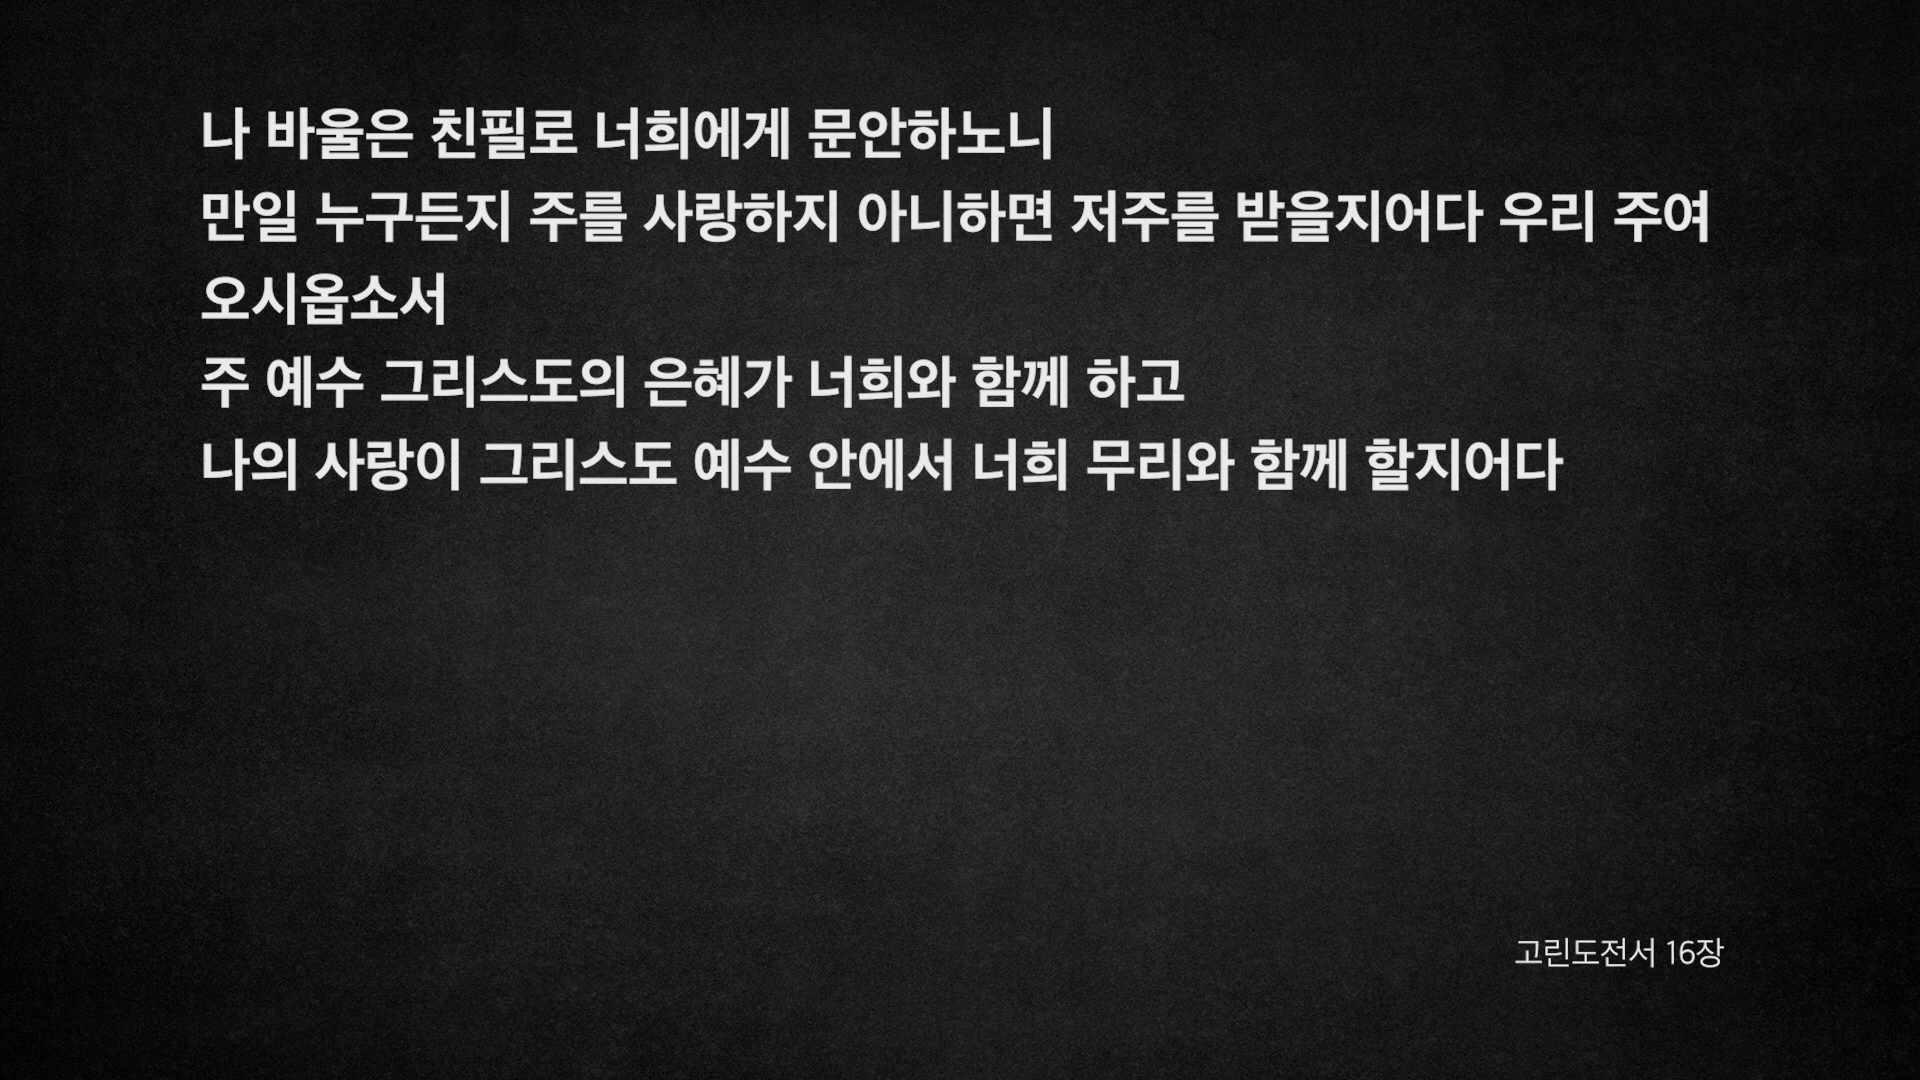 나 바울은 친필로 너희에게 문안하노니
만일 누구든지 주를 사랑하지 아니하면 저주를 받을지어다 우리 주여
오시옵소서
주 예수 그리스도의 은혜가 너희와 함께 하고
나의 사랑이 그리스도 예수 안에서 너희 무리와 함께 할지어다
고린도전서 16장